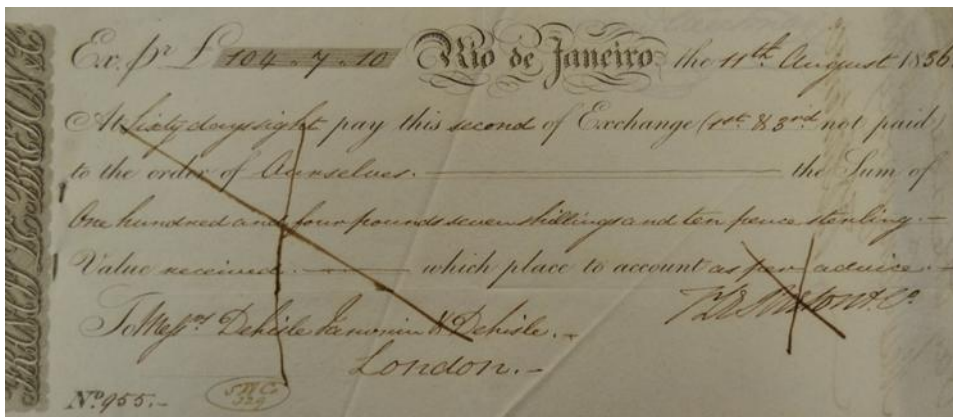 Ex. pr £ 104 . 7 . 10 Rio de Janeiro the 11th August 1836.
At Sixty days sight pay this second of Exchange (1st & 3rd not paid)
to the order of Ourselves. the Sum of
One hundred and four pounds seven shillings and ten pence sterling.
Value received. which place to account as per advice.
To Messrs Delisle Janvrin & Delisle.
London.
No 955.